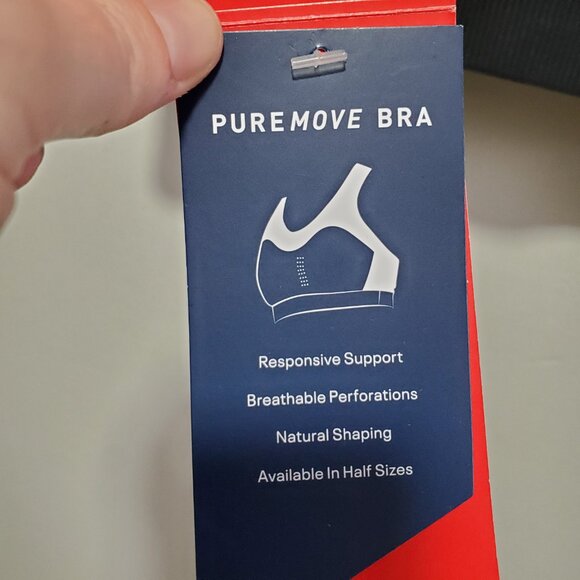 PUREMOVE BRA
Responsive Support
Breathable Perforations
Natural Shaping
Available In Half Sizes